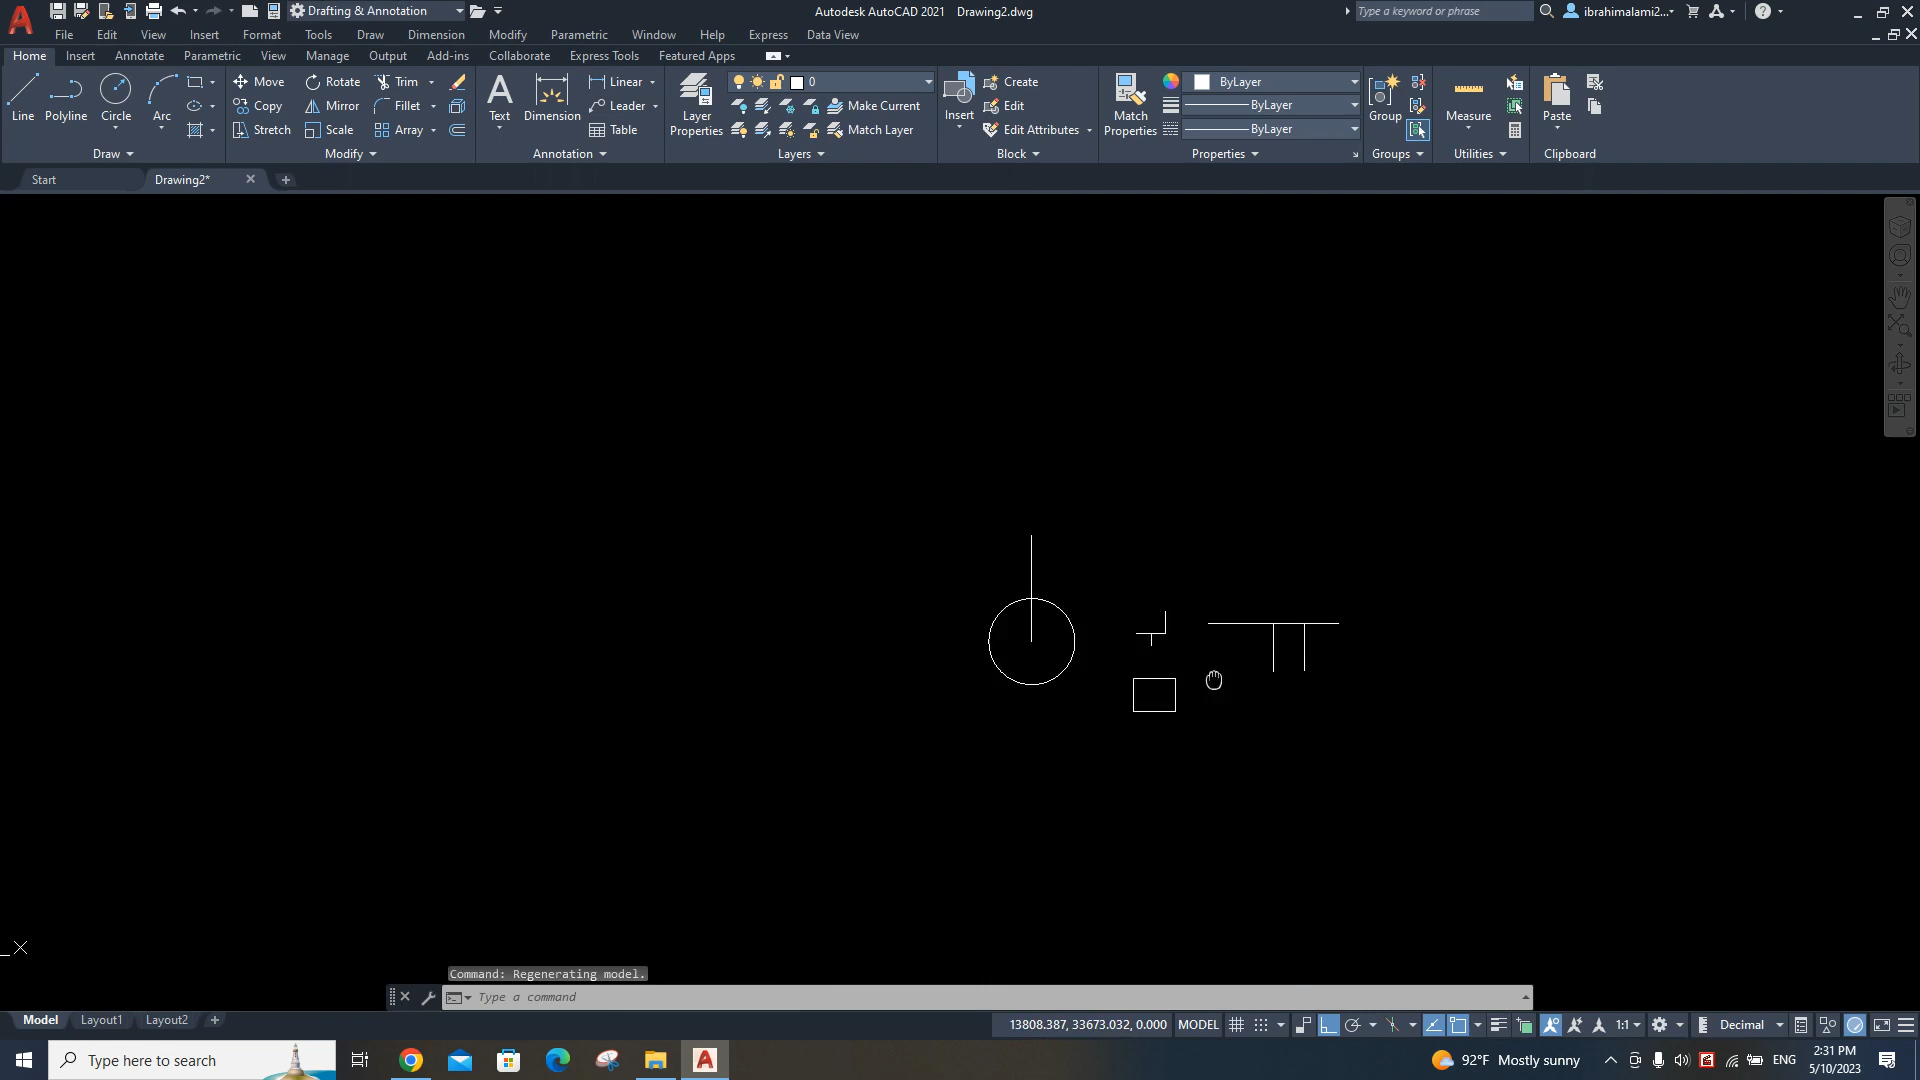 Drafting & Annotation
Autodesk AutoCAD 2021 Drawing2.dwg
Type a keyword or phrase
ibrahimalami2...
File Edit View Insert Format Tools Draw Dimension Modify Parametric Window Help Express Data View
Home Insert Annotate Parametric View Manage Output Add-ins Collaborate Express Tools Featured Apps
Line
Polyline
Circle
Arc
Draw
Move
Rotate
Trim
Copy
Mirror
Fillet
Stretch
Scale
Array
Modify
Text
Dimension
Linear
Leader
Table
Annotation
Layer
Properties
0
Make Current
Match Layer
Layers
Insert
Create
Edit
Edit Attributes
Block
Match
Properties
ByLayer
ByLayer
ByLayer
Properties
Group
Groups
Measure
Utilities
Paste
Clipboard
Start
Drawing2*
Command: Regenerating model.
Type a command
Model Layout1 Layout2
13808.387, 33673.032, 0.000 MODEL
1:1
Decimal
Type here to search
92°F Mostly sunny
ENG
2:31 PM
5/10/2023